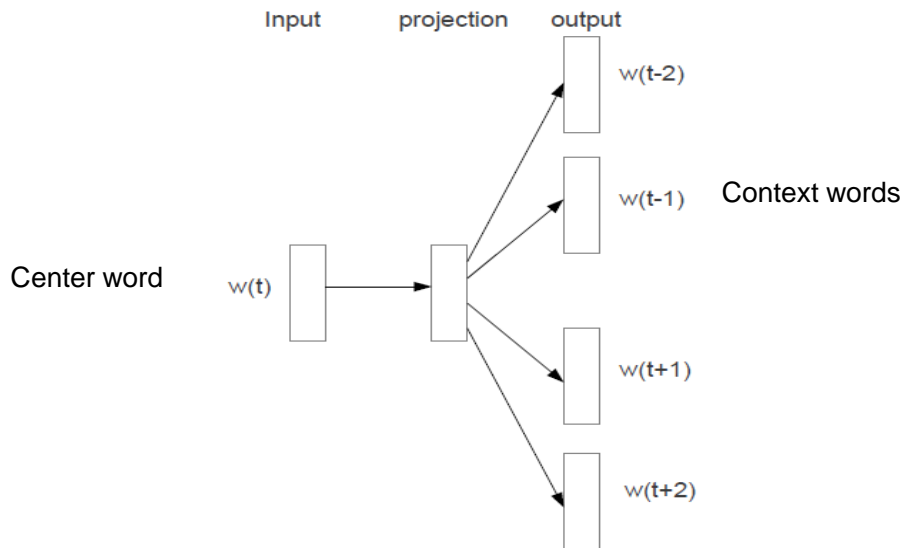 Input projection output
w(t-2)
w(t-1) Context words
Center word w(t)
w(t+1)
w(t+2)